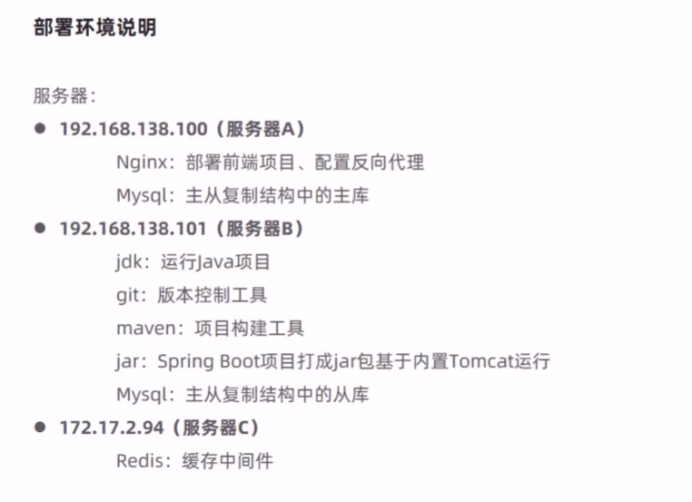 部署环境说明
服务器：
● 192.168.138.100（服务器A）
Nginx：部署前端项目、配置反向代理
Mysql：主从复制结构中的主库
● 192.168.138.101（服务器B）
jdk：运行Java项目
git：版本控制工具
maven：项目构建工具
jar：Spring Boot项目打成jar包基于内置Tomcat运行
Mysql：主从复制结构中的从库
● 172.17.2.94（服务器C）
Redis：缓存中间件